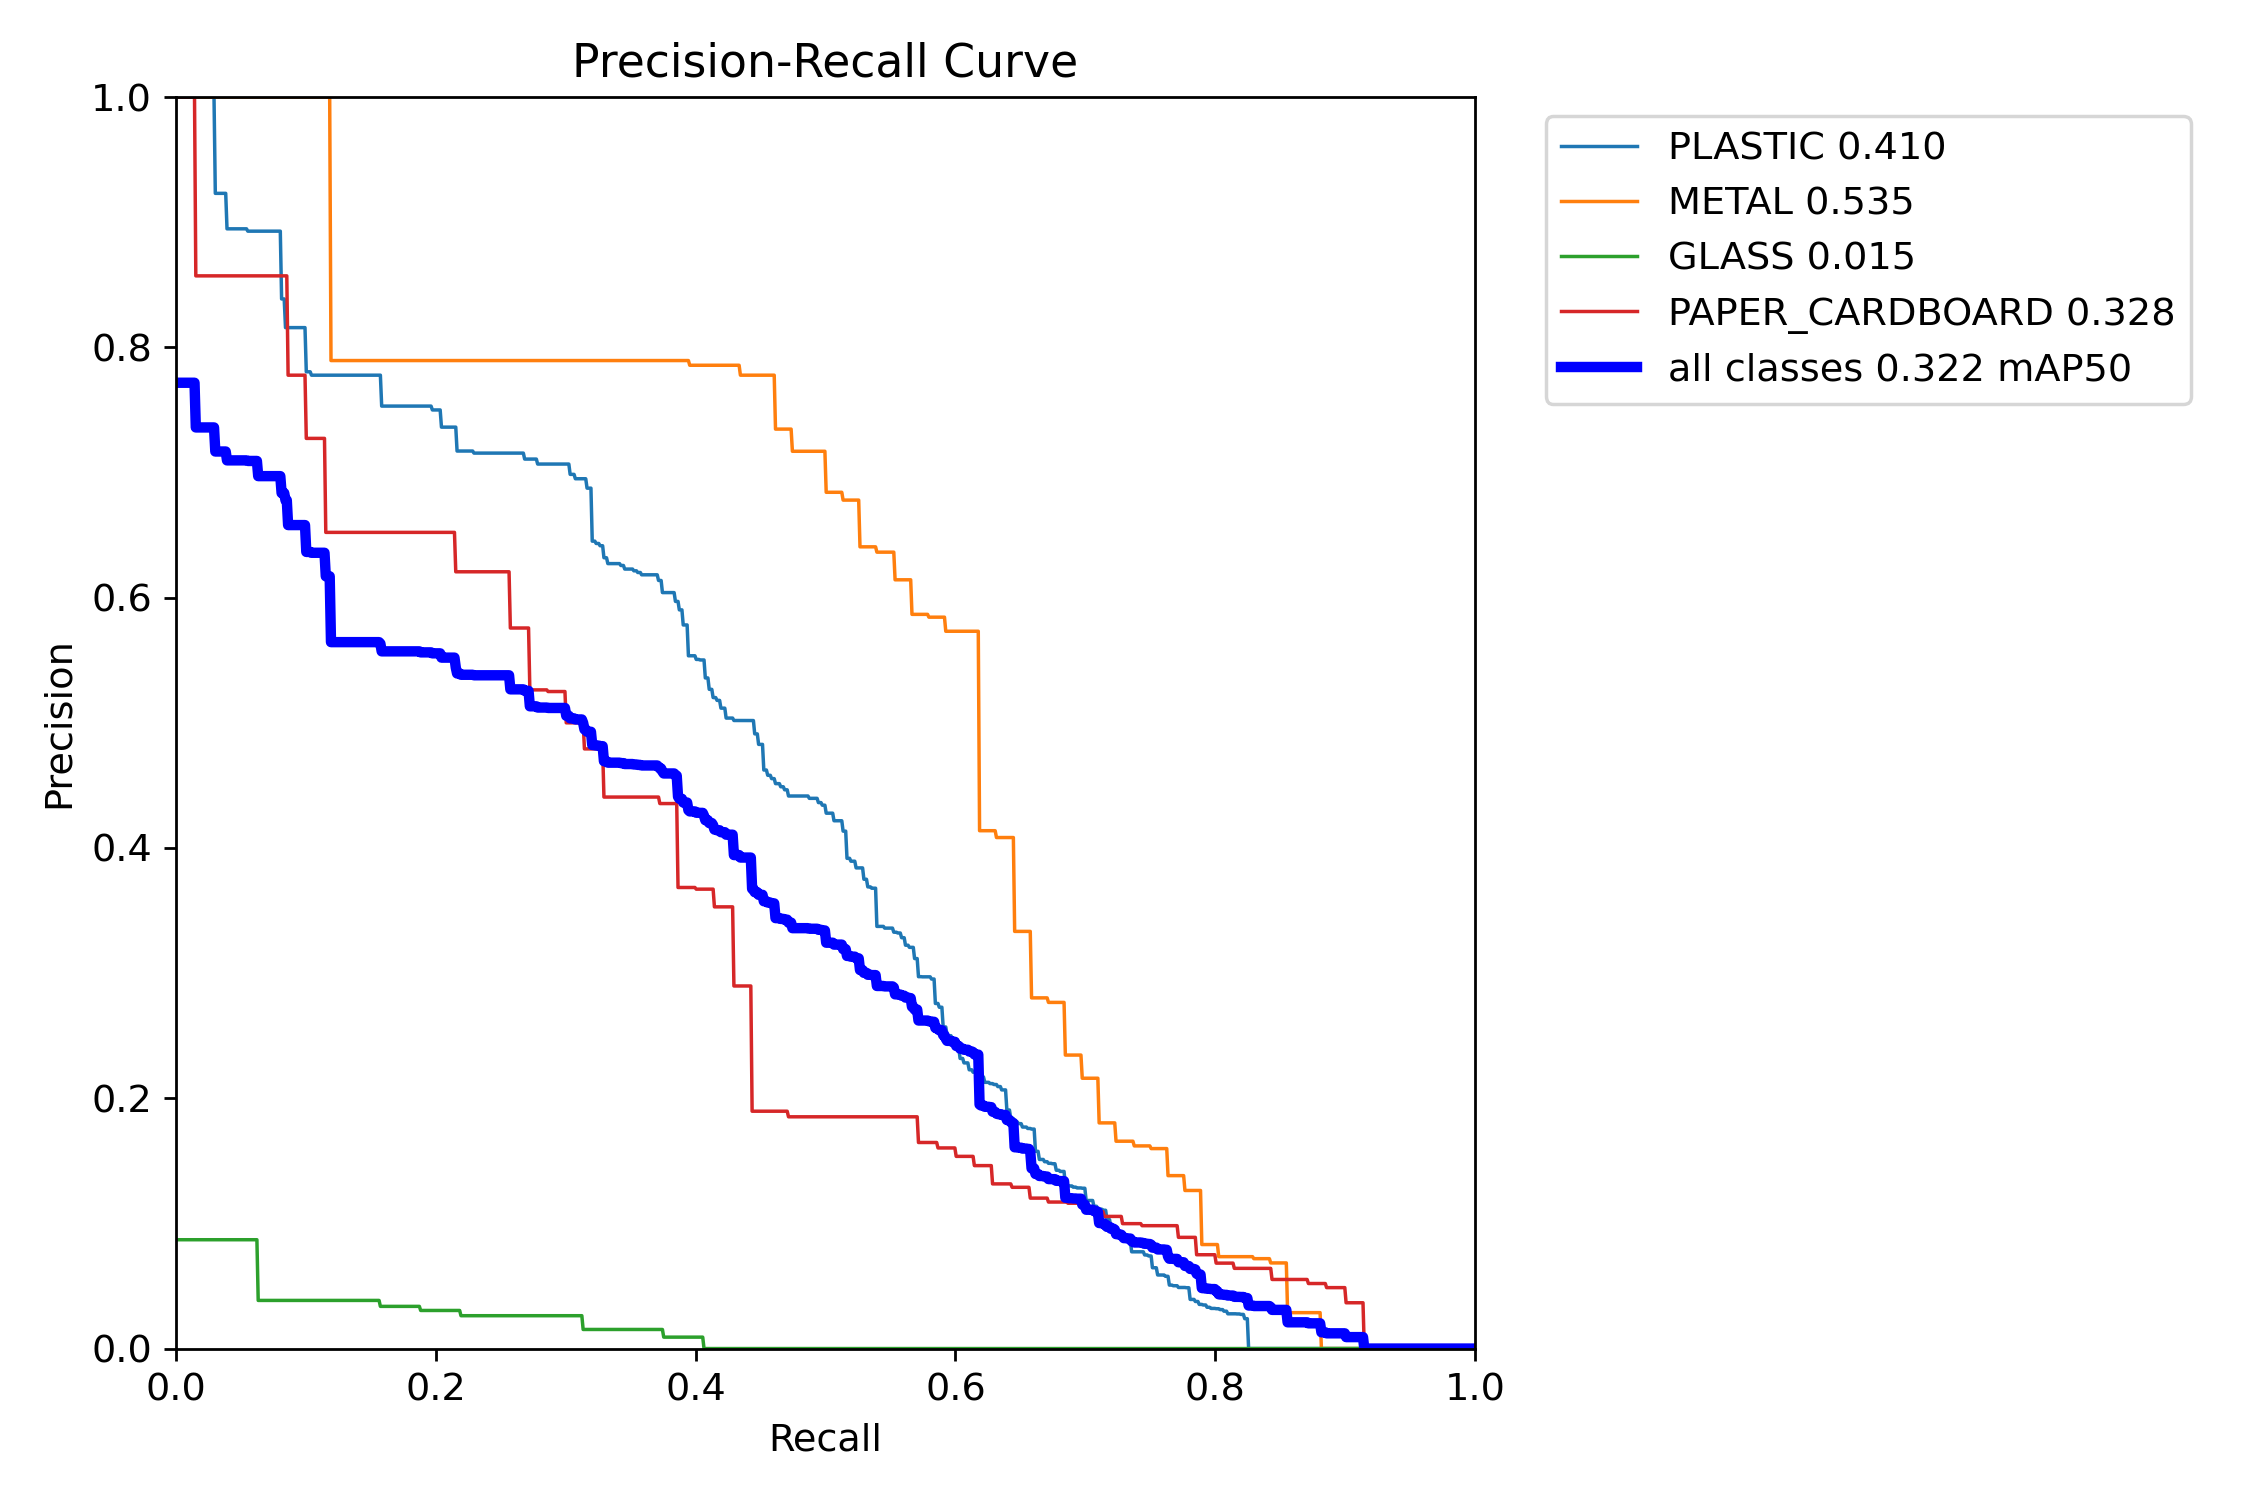 Precision-Recall Curve
1.0
0.8
0.6
0.4
0.2
0.0
Precision
0.0 0.2 0.4 0.6 0.8 1.0
Recall
PLASTIC 0.410
METAL 0.535
GLASS 0.015
PAPER_CARDBOARD 0.328
all classes 0.322 mAP50